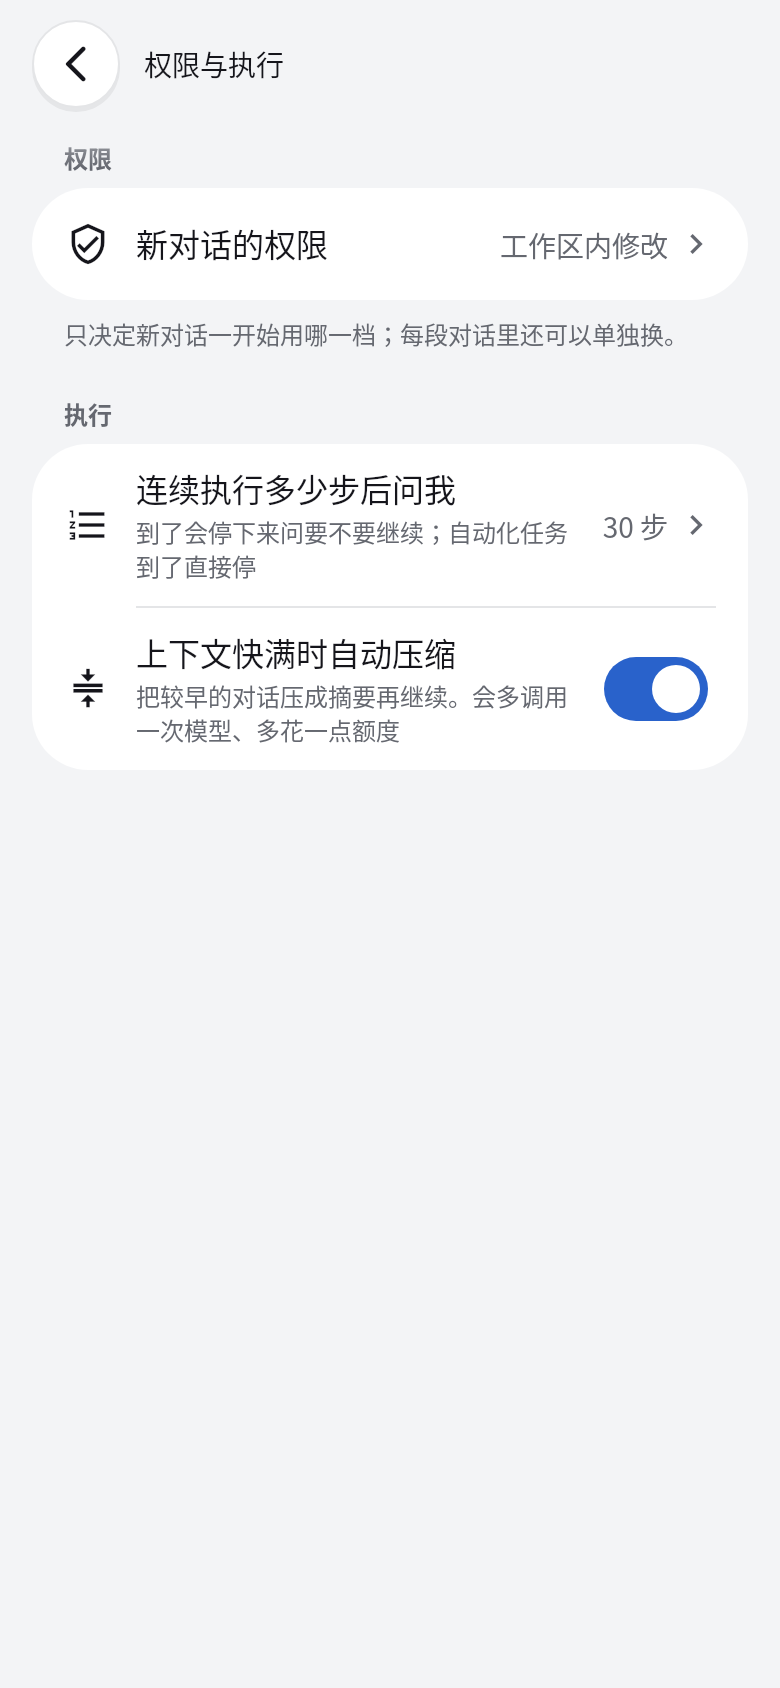 权限与执行
权限
新对话的权限
工作区内修改
只决定新对话一开始用哪一档；每段对话里还可以单独换。
执行
连续执行多少步后问我
到了会停下来问要不要继续；自动化任务
到了直接停
30 步
上下文快满时自动压缩
把较早的对话压成摘要再继续。会多调用
一次模型、多花一点额度